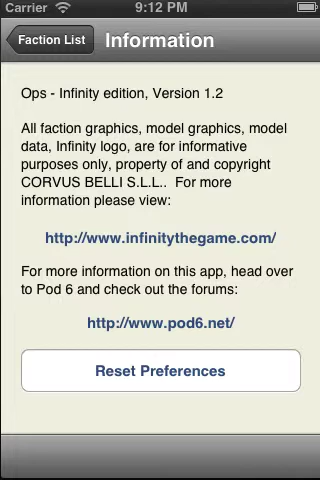 Carrier 9:12 PM
Faction List Information
Ops - Infinity edition, Version 1.2
All faction graphics, model graphics, model
data, Infinity logo, are for informative
purposes only, property of and copyright
CORVUS BELLI S.L.L.. For more
information please view:
http://www.infinitythegame.com/
For more information on this app, head over
to Pod 6 and check out the forums:
http://www.pod6.net/
Reset Preferences